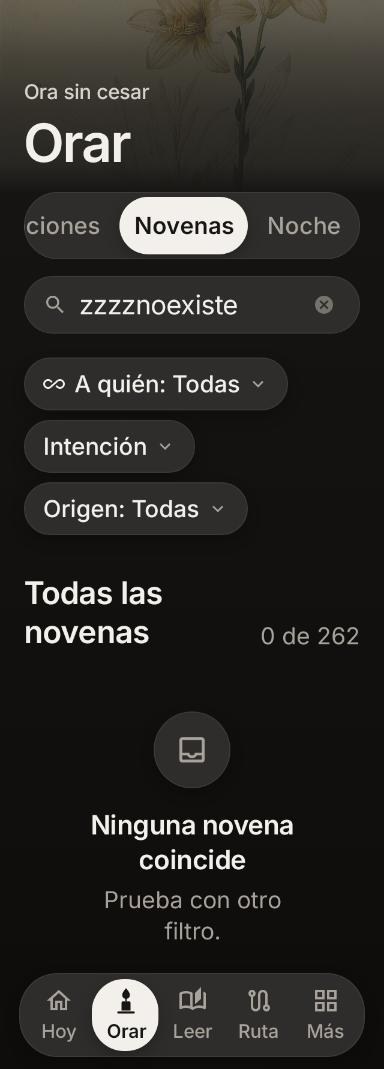 Ora sin cesar
Orar
ciones Novenas Noche
zzzznoexiste
A quién: Todas
Intención
Origen: Todas
Todas las
novenas
0 de 262
Ninguna novena
coincide
Prueba con otro
filtro.
Hoy Orar Leer Ruta Más